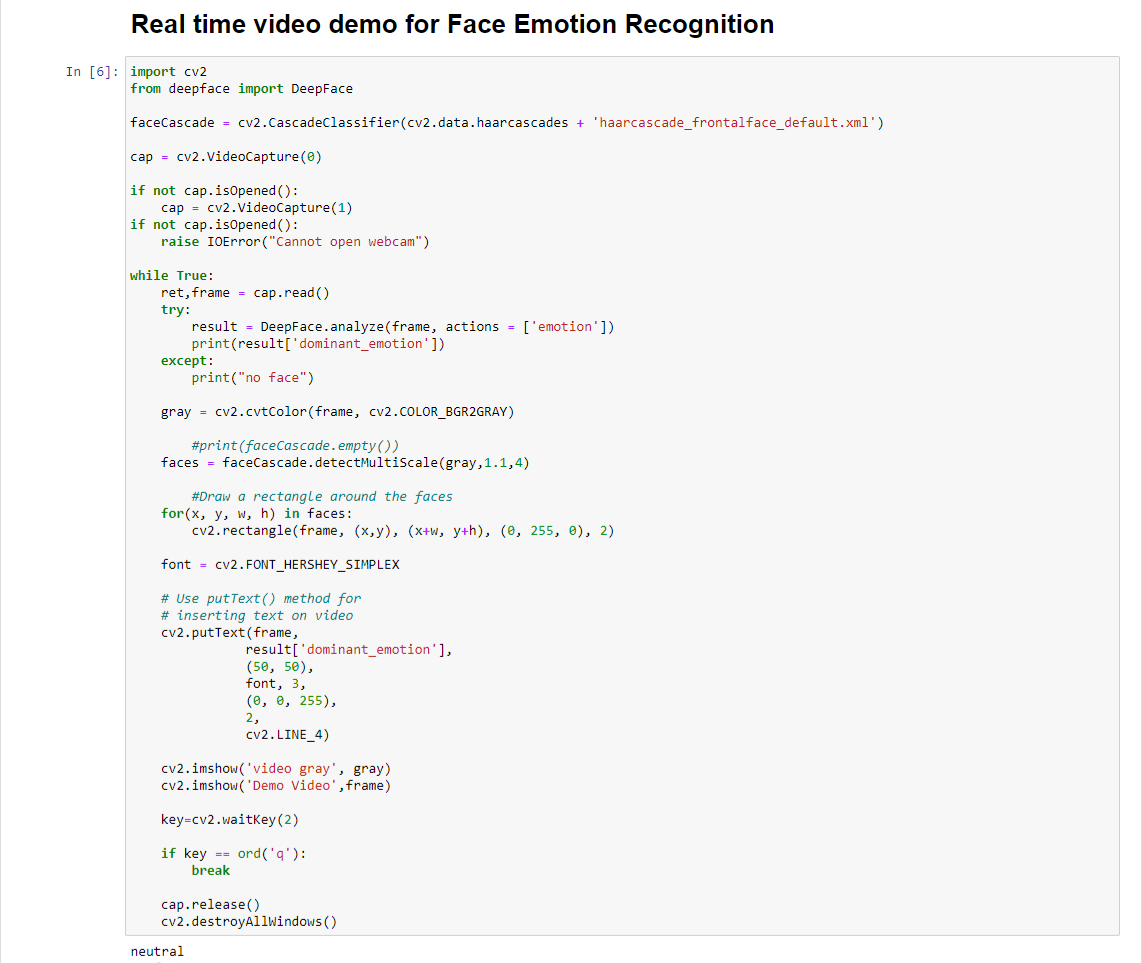 Real time video demo for Face Emotion Recognition
In [6]:
import cv2
from deepface import DeepFace
faceCascade = cv2.CascadeClassifier(cv2.data.haarcascades + 'haarcascade_frontalface_default.xml')
cap = cv2.VideoCapture(0)
if not cap.isOpened():
    cap = cv2.VideoCapture(1)
if not cap.isOpened():
    raise IOError("Cannot open webcam")
while True:
    ret,frame = cap.read()
    try:
        result = DeepFace.analyze(frame, actions = ['emotion'])
        print(result['dominant_emotion'])
    except:
        print("no face")
    gray = cv2.cvtColor(frame, cv2.COLOR_BGR2GRAY)
        #print(faceCascade.empty())
    faces = faceCascade.detectMultiScale(gray,1.1,4)
        #Draw a rectangle around the faces
    for(x, y, w, h) in faces:
        cv2.rectangle(frame, (x,y), (x+w, y+h), (0, 255, 0), 2)
    font = cv2.FONT_HERSHEY_SIMPLEX
    # Use putText() method for
    # inserting text on video
    cv2.putText(frame,
               result['dominant_emotion'],
               (50, 50),
               font, 3,
               (0, 0, 255),
               2,
               cv2.LINE_4)
    cv2.imshow('video gray', gray)
    cv2.imshow('Demo Video',frame)
    key=cv2.waitKey(2)
    if key == ord('q'):
        break
    cap.release()
    cv2.destroyAllWindows()
neutral